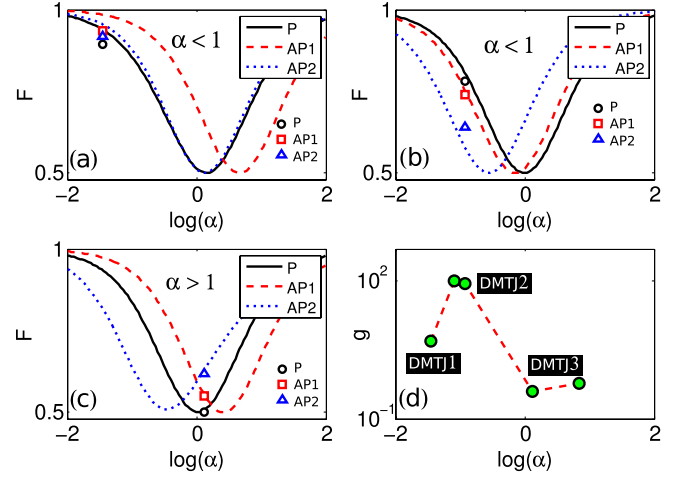 1
F
0.5
−2
0
2
log(α)
(a)
α < 1
P
AP1
AP2
P
AP1
AP2
1
F
0.5
−2
0
2
log(α)
(b)
α < 1
P
AP1
AP2
P
AP1
AP2
1
F
0.5
−2
0
2
log(α)
(c)
α > 1
P
AP1
AP2
P
AP1
AP2
10²
g
10⁻¹
−2
0
2
log(α)
(d)
DMTJ1
DMTJ2
DMTJ3